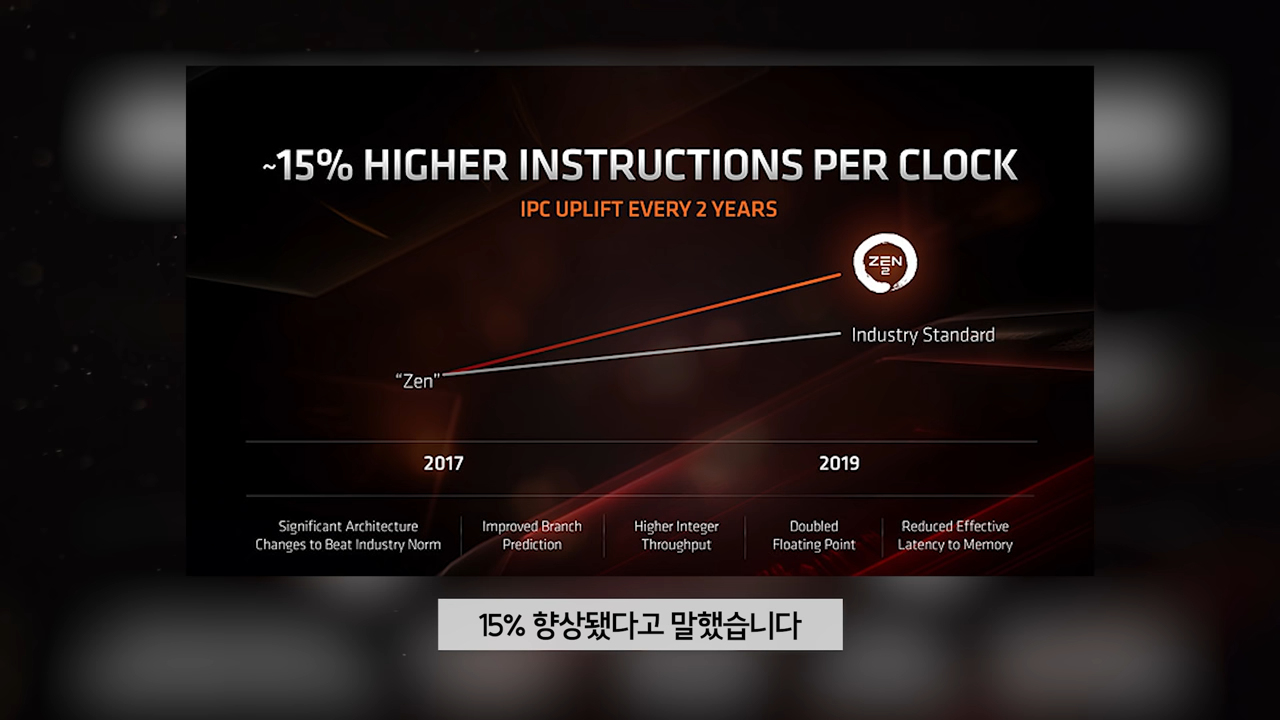 ~15% HIGHER INSTRUCTIONS PER CLOCK
IPC UPLIFT EVERY 2 YEARS
ZEN
2
Industry Standard
“Zen”
2017
2019
Significant Architecture
Changes to Beat Industry Norm
Improved Branch
Prediction
Higher Integer
Throughput
Doubled
Floating Point
Reduced Effective
Latency to Memory
15% 향상됐다고 말했습니다